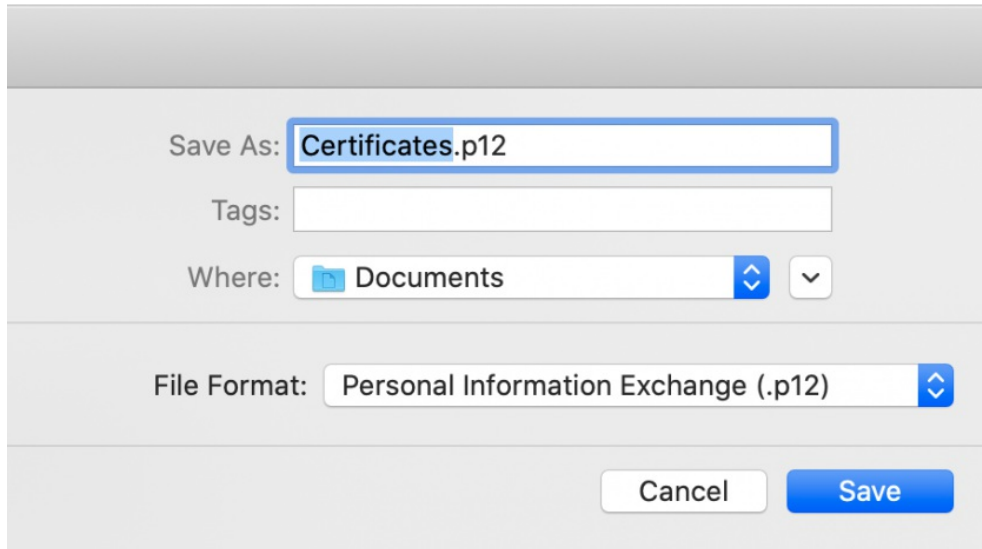 Save As: Certificates.p12
Tags:
Where: Documents
File Format: Personal Information Exchange (.p12)
Cancel Save